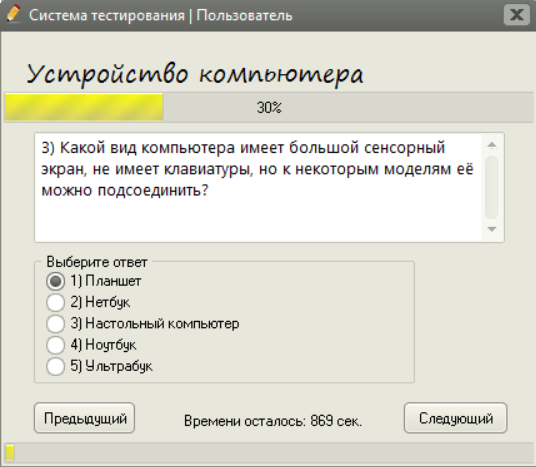 Система тестирования | Пользователь
Устройство компьютера
30%
3) Какой вид компьютера имеет большой сенсорный
экран, не имеет клавиатуры, но к некоторым моделям её
можно подсоединить?
Выберите ответ
1) Планшет
2) Нетбук
3) Настольный компьютер
4) Ноутбук
5) Ультрабук
Предыдущий
Времени осталось: 869 сек.
Следующий